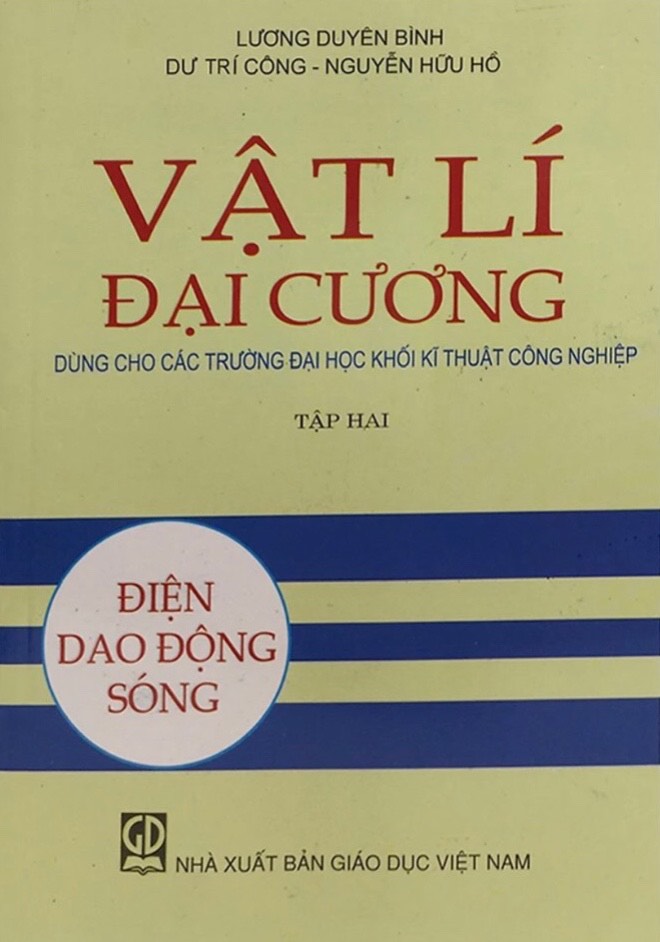 LƯƠNG DUYÊN BÌNH
DƯ TRÍ CÔNG - NGUYỄN HỮU HỒ
VẬT LÍ
ĐẠI CƯƠNG
DÙNG CHO CÁC TRƯỜNG ĐẠI HỌC KHỐI KĨ THUẬT CÔNG NGHIỆP
TẬP HAI
ĐIỆN
DAO ĐỘNG
SÓNG
GD
NHÀ XUẤT BẢN GIÁO DỤC VIỆT NAM